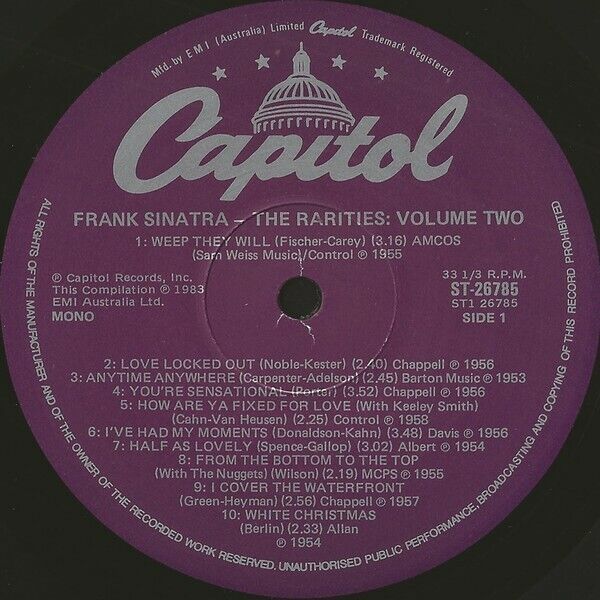 Mfd. by E M I (Australia) Limited Capitol Trademark Registered
Capitol
FRANK SINATRA – THE RARITIES: VOLUME TWO
1: WEEP THEY WILL (Fischer-Carey) (3.16) AMCOS
(Sam Weiss Music)/Control ℗ 1955
℗ Capitol Records, Inc.
This Compilation ℗ 1983
EMI Australia Ltd.
MONO
33 1/3 R.P.M.
ST-26785
ST1 26785
SIDE 1
2: LOVE LOCKED OUT (Noble-Kester) (2.40) Chappell ℗ 1956
3: ANYTIME ANYWHERE (Carpenter-Adelson) (2.45) Barton Music ℗ 1953
4: YOU'RE SENSATIONAL (Porter) (3.52) Chappell ℗ 1956
5: HOW ARE YA FIXED FOR LOVE (With Keeley Smith)
(Cahn-Van Heusen) (2.25) Control ℗ 1958
6: I'VE HAD MY MOMENTS (Donaldson-Kahn) (3.48) Davis ℗ 1956
7: HALF AS LOVELY (Spence-Gallop) (3.02) Albert ℗ 1954
8: FROM THE BOTTOM TO THE TOP
(With The Nuggets) (Wilson) (2.19) MCPS ℗ 1955
9: I COVER THE WATERFRONT
(Green-Heyman) (2.56) Chappell ℗ 1957
10: WHITE CHRISTMAS
(Berlin) (2.33) Allan
℗ 1954
ALL RIGHTS OF THE MANUFACTURER AND OF THE OWNER OF THE RECORDED WORK RESERVED. UNAUTHORISED PUBLIC PERFORMANCE, BROADCASTING AND COPYING OF THIS RECORD PROHIBITED